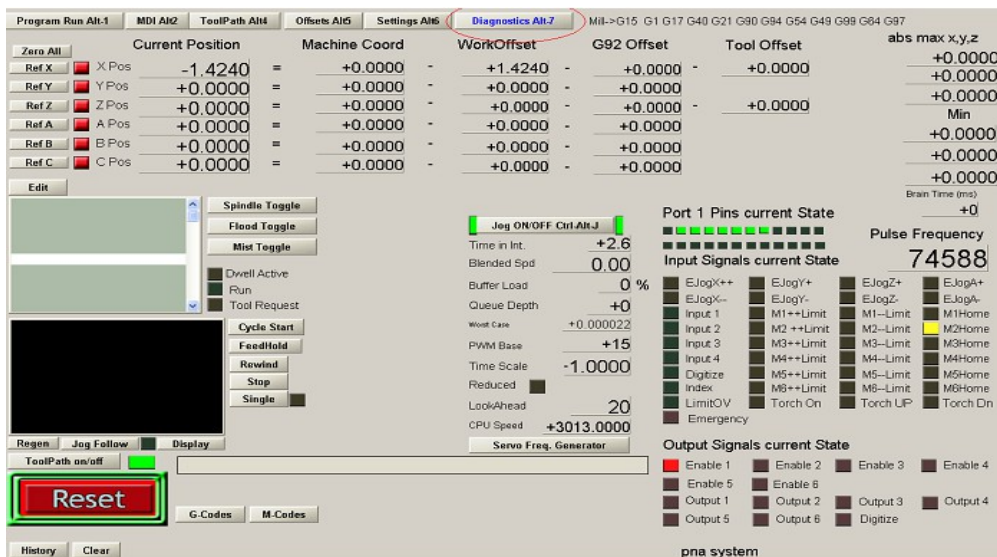 Program Run Alt-1 MDI Alt2 ToolPath Alt4 Offsets Alt5 Settings Alt6 Diagnostics Alt-7 Mill->G15 G1 G17 G40 G21 G90 G94 G54 G49 G99 G64 G97
Zero All Current Position Machine Coord WorkOffset G92 Offset Tool Offset abs max x,y,z
Ref X X Pos -1.4240 = +0.0000 - +1.4240 - +0.0000 - +0.0000 +0.0000
Ref Y Y Pos +0.0000 = +0.0000 - +0.0000 - +0.0000 +0.0000
Ref Z Z Pos +0.0000 = +0.0000 - +0.0000 - +0.0000 - +0.0000 +0.0000
Min
Ref A A Pos +0.0000 = +0.0000 - +0.0000 - +0.0000 +0.0000
Ref B B Pos +0.0000 = +0.0000 - +0.0000 - +0.0000 +0.0000
Ref C C Pos +0.0000 = +0.0000 - +0.0000 - +0.0000 +0.0000
Edit
Brain Time (ms)
+0
Spindle Toggle
Flood Toggle
Mist Toggle
Dwell Active
Run
Tool Request
Cycle Start
FeedHold
Rewind
Stop
Single
Regen Jog Follow Display
ToolPath on/off
Reset
G-Codes M-Codes
History Clear
Jog ON/OFF Ctrl Alt J
Time in Int. +2.6
Blended Spd 0.00
Buffer Load 0 %
Queue Depth +0
Worst Case +0.000022
PWM Base +15
Time Scale -1.0000
Reduced
LookAhead 20
CPU Speed +3013.0000
Servo Freq. Generator
Port 1 Pins current State
Pulse Frequency
74588
Input Signals current State
EJogX++ EJogY+ EJogZ+ EJogA+
EJogX-- EJogY- EJogZ- EJogA-
Input 1 M1++Limit M1--Limit M1Home
Input 2 M2 ++Limit M2--Limit M2Home
Input 3 M3++Limit M3--Limit M3Home
Input 4 M4++Limit M4--Limit M4Home
Digitize M5++Limit M5--Limit M5Home
Index M6++Limit M6--Limit M6Home
LimitOV Torch On Torch UP Torch Dn
Emergency
Output Signals current State
Enable 1 Enable 2 Enable 3 Enable 4
Enable 5 Enable 6
Output 1 Output 2 Output 3 Output 4
Output 5 Output 6 Digitize
pna system